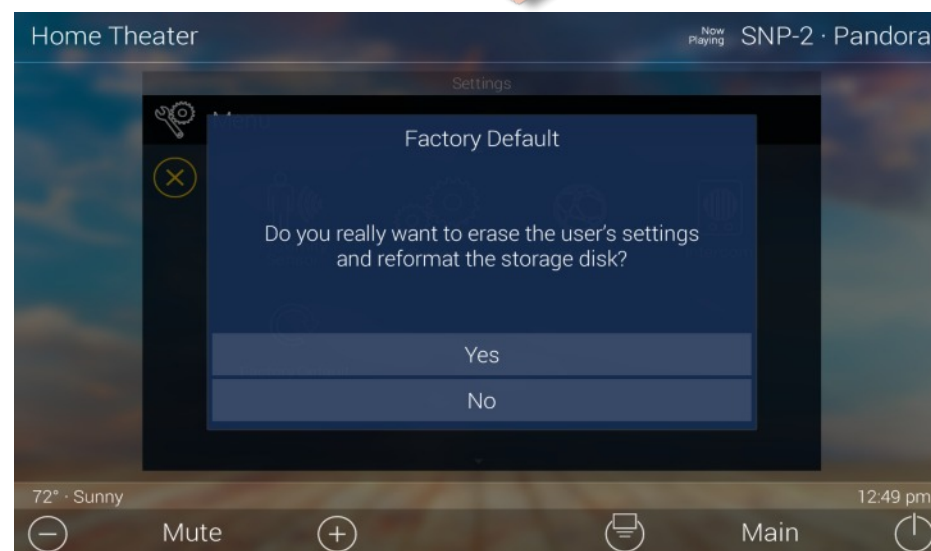 Home Theater
Now Playing SNP-2 · Pandora
Settings
Menu
Factory Default
Do you really want to erase the user's settings
and reformat the storage disk?
Yes
No
72° · Sunny
12:49 pm
Mute
Main